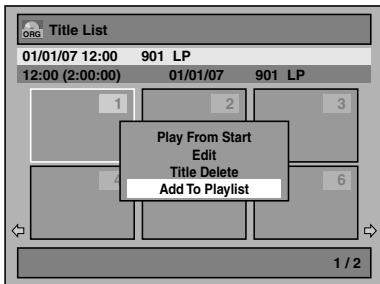 ORG Title List
01/01/07 12:00 901 LP
12:00 (2:00:00) 01/01/07 901 LP
1 2 3
Play From Start
Edit
Title Delete
Add To Playlist
4 6
1 / 2